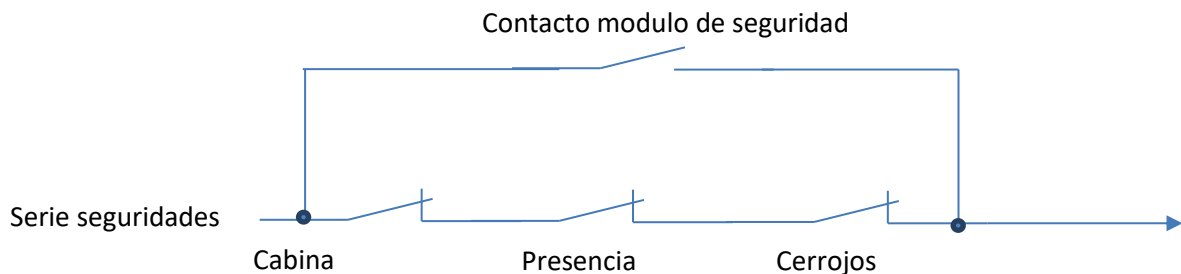 Contacto modulo de seguridad
Serie seguridades
Cabina
Presencia
Cerrojos